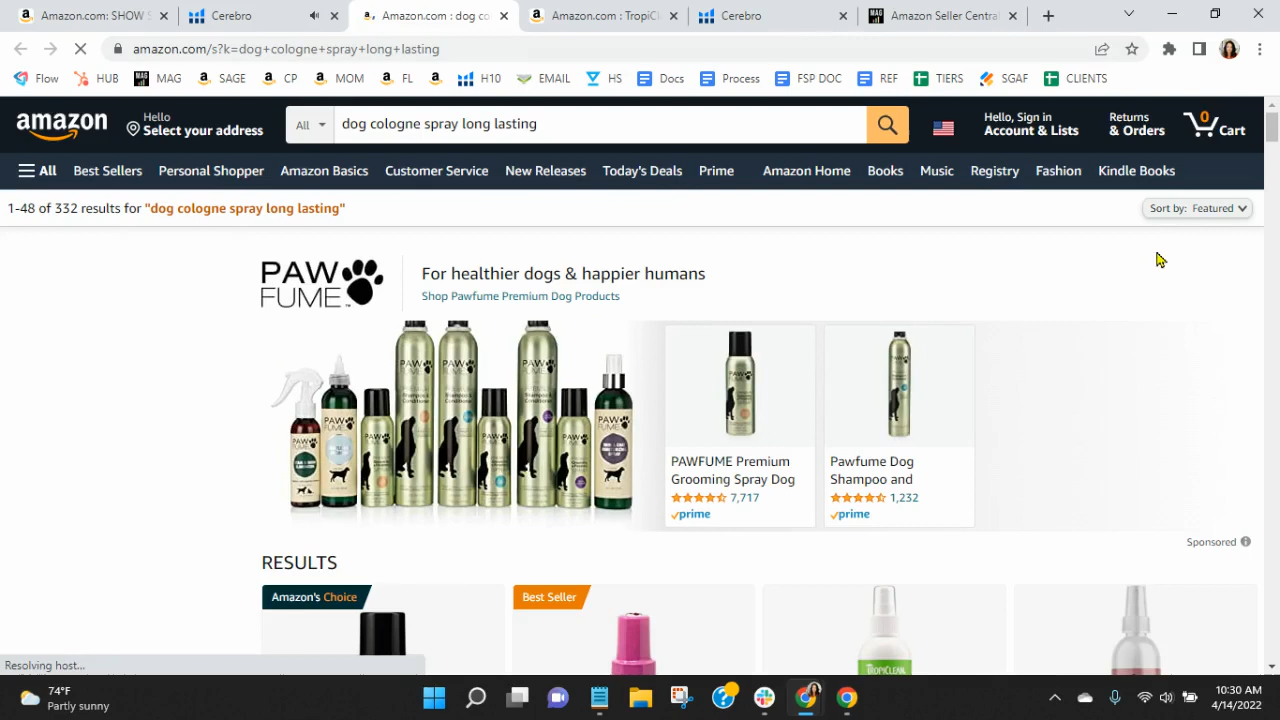 Amazon.com: SHOW S
Cerebro
Amazon.com : dog co
Amazon.com : TropiCl
Cerebro
Amazon Seller Centra
amazon.com/s?k=dog+cologne+spray+long+lasting
Flow HUB MAG SAGE CP MOM FL H10 EMAIL HS Docs Process FSP DOC REF TIERS SGAF CLIENTS
amazon
Hello
Select your address
All
dog cologne spray long lasting
Hello, Sign in
Account & Lists
Returns
& Orders
0
Cart
All Best Sellers Personal Shopper Amazon Basics Customer Service New Releases Today's Deals Prime Amazon Home Books Music Registry Fashion Kindle Books
1-48 of 332 results for "dog cologne spray long lasting"
Sort by: Featured
PAW
FUME
For healthier dogs & happier humans
Shop Pawfume Premium Dog Products
PAWFUME Premium
Grooming Spray Dog
7,717
prime
Pawfume Dog
Shampoo and
1,232
prime
Sponsored
RESULTS
Amazon's Choice
Best Seller
TROPICLEAN
Resolving host...
74°F
Partly sunny
10:30 AM
4/14/2022